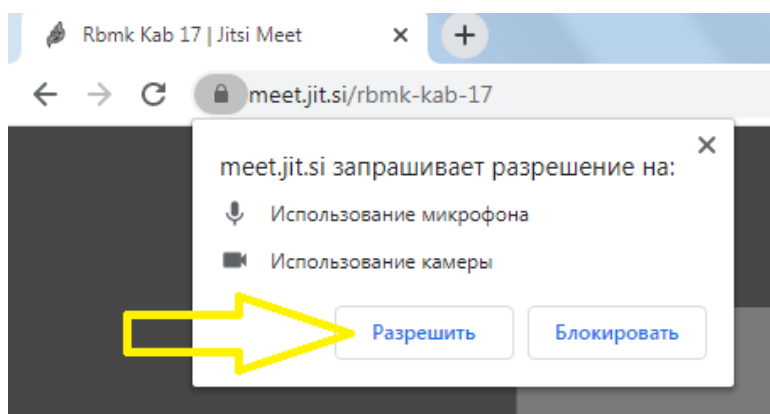 Rbmk Kab 17 | Jitsi Meet
meet.jit.si/rbmk-kab-17
meet.jit.si запрашивает разрешение на:
Использование микрофона
Использование камеры
Разрешить Блокировать